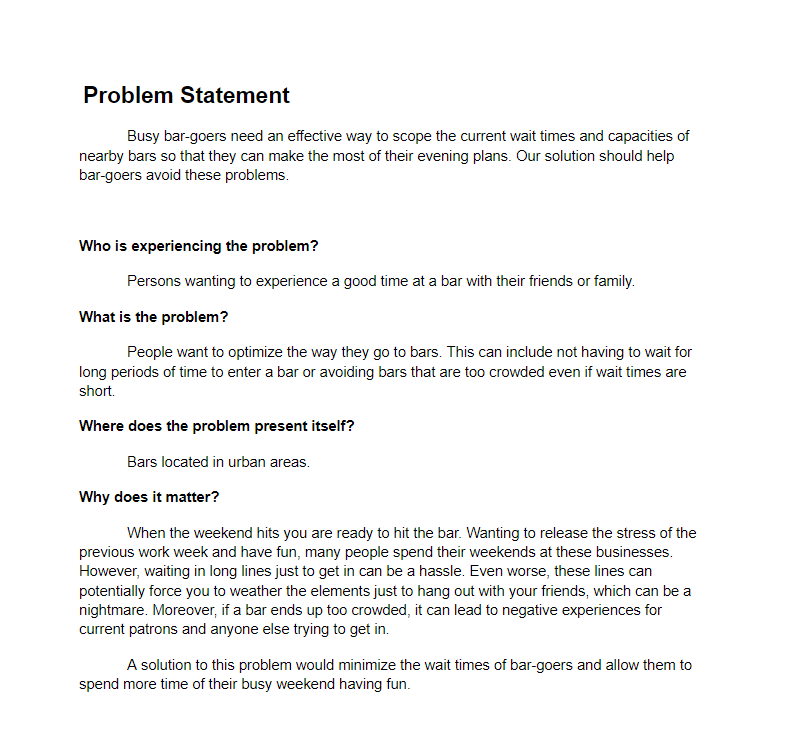 Problem Statement
Busy bar-goers need an effective way to scope the current wait times and capacities of
nearby bars so that they can make the most of their evening plans. Our solution should help
bar-goers avoid these problems.
Who is experiencing the problem?
Persons wanting to experience a good time at a bar with their friends or family.
What is the problem?
People want to optimize the way they go to bars. This can include not having to wait for
long periods of time to enter a bar or avoiding bars that are too crowded even if wait times are
short.
Where does the problem present itself?
Bars located in urban areas.
Why does it matter?
When the weekend hits you are ready to hit the bar. Wanting to release the stress of the
previous work week and have fun, many people spend their weekends at these businesses.
However, waiting in long lines just to get in can be a hassle. Even worse, these lines can
potentially force you to weather the elements just to hang out with your friends, which can be a
nightmare. Moreover, if a bar ends up too crowded, it can lead to negative experiences for
current patrons and anyone else trying to get in.
A solution to this problem would minimize the wait times of bar-goers and allow them to
spend more time of their busy weekend having fun.